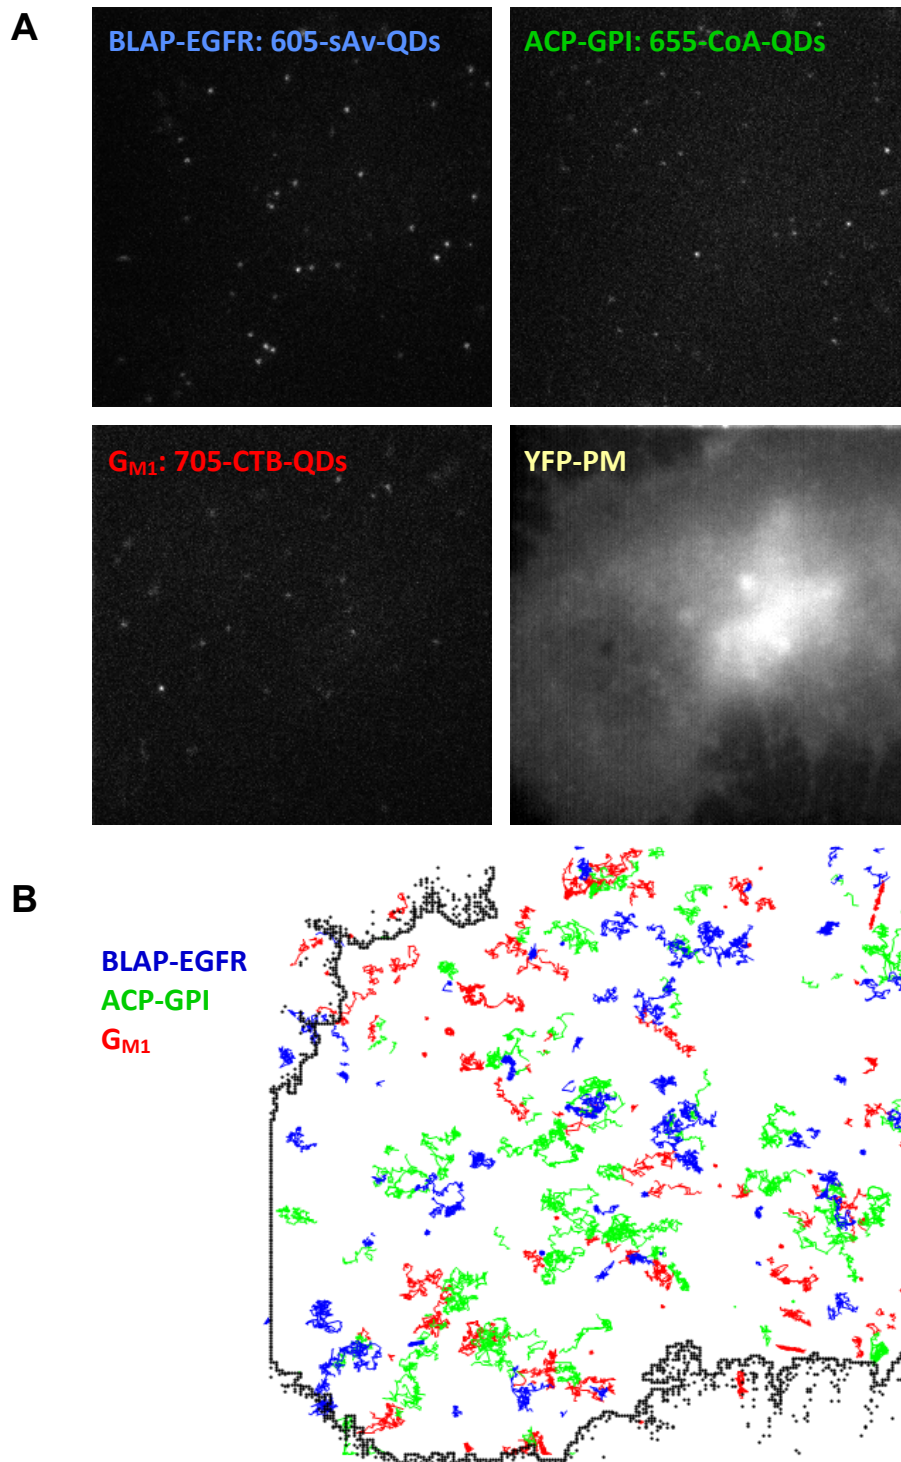 A
BLAP-EGFR: 605-sAv-QDs
ACP-GPI: 655-CoA-QDs
GM1: 705-CTB-QDs
YFP-PM
B
BLAP-EGFR
ACP-GPI
GM1